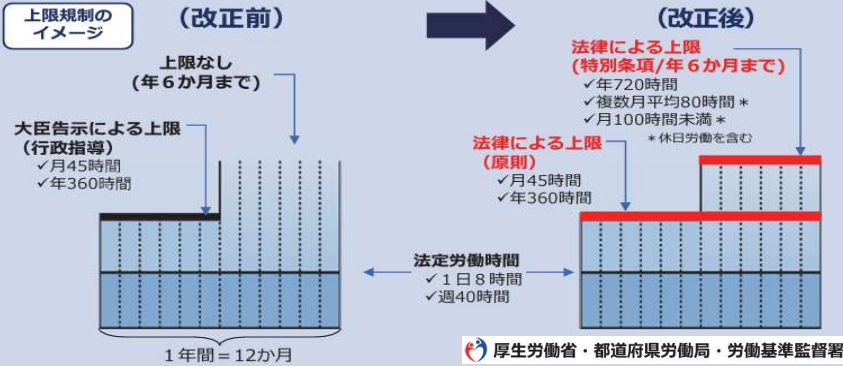 上限規制の
イメージ
（改正前）
（改正後）
上限なし
(年６か月まで)
大臣告示による上限
（行政指導）
✓月45時間
✓年360時間
法律による上限
(特別条項/年６か月まで)
✓年720時間
✓複数月平均80時間＊
✓月100時間未満＊
＊休日労働を含む
法律による上限
（原則）
✓月45時間
✓年360時間
法定労働時間
✓１日８時間
✓週40時間
１年間＝12か月
厚生労働省・都道府県労働局・労働基準監督署